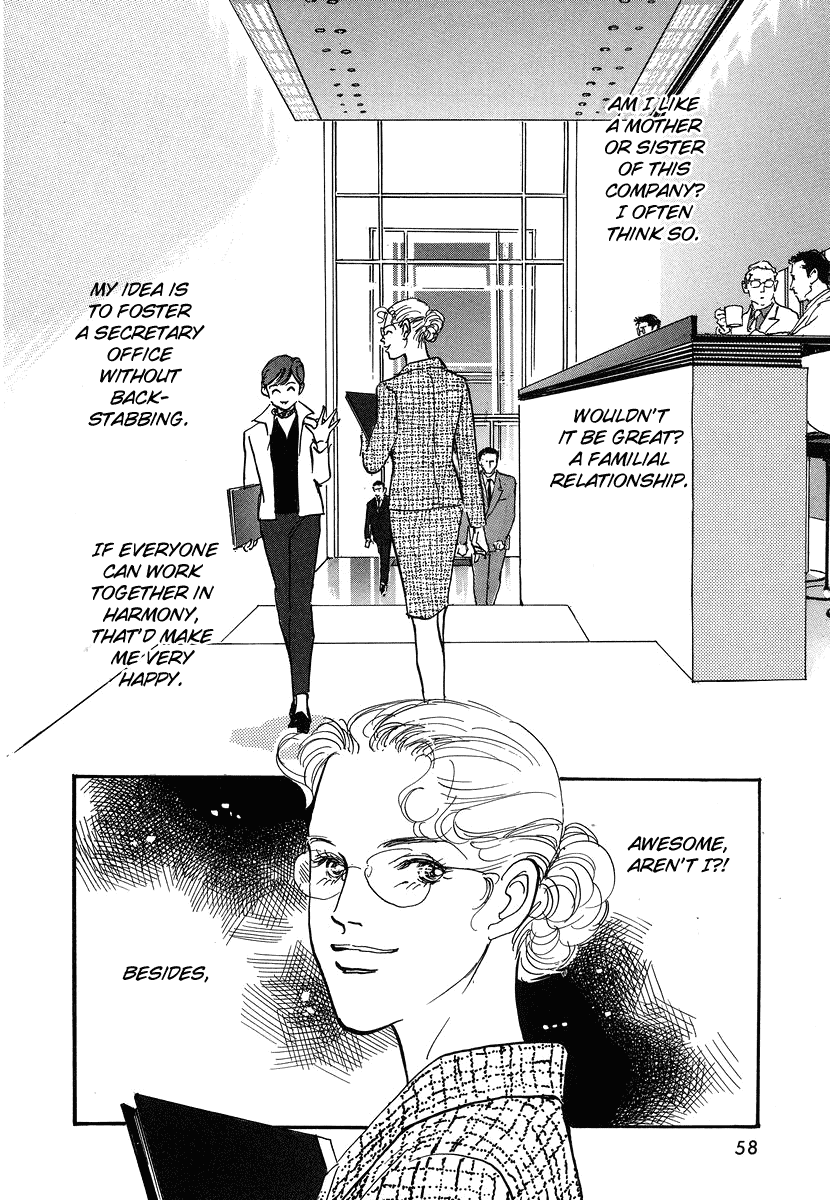 AM I LIKE
A MOTHER
OR SISTER
OF THIS
COMPANY?
I OFTEN
THINK SO.
MY IDEA IS
TO FOSTER
A SECRETARY
OFFICE
WITHOUT
BACK-
STABBING.
WOULDN'T
IT BE GREAT?
A FAMILIAL
RELATIONSHIP.
IF EVERYONE
CAN WORK
TOGETHER IN
HARMONY,
THAT'D MAKE
ME VERY
HAPPY.
AWESOME,
AREN'T I?!
BESIDES,
58